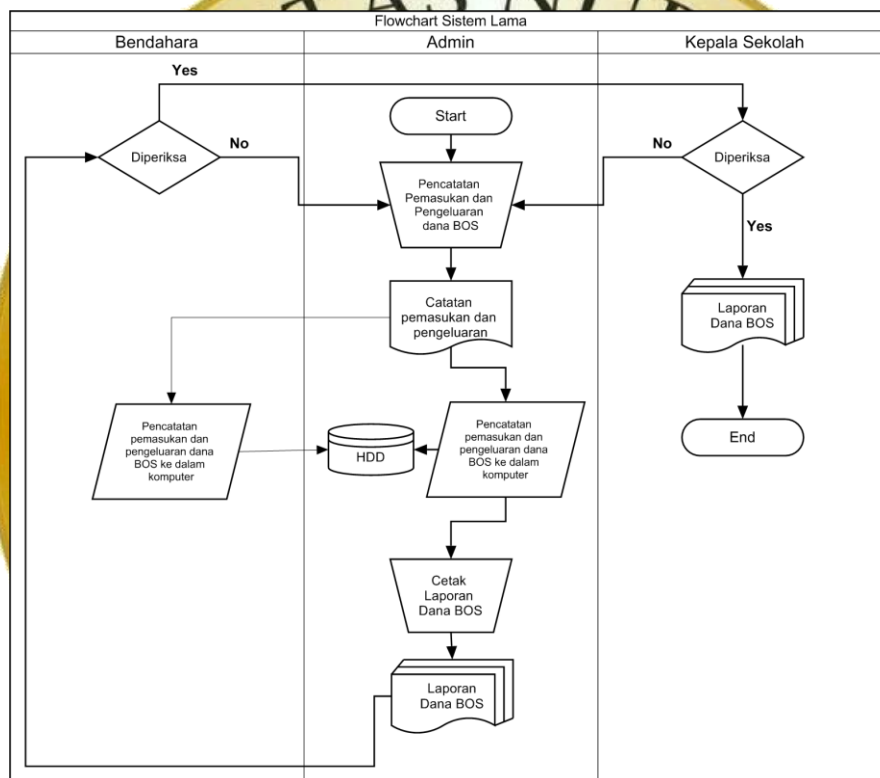 Flowchart Sistem Lama
Bendahara
Admin
Kepala Sekolah
Yes
Start
Diperiksa
No
No
Diperiksa
Pencatatan
Pemasukan dan
Pengeluaran
dana BOS
Yes
Catatan
pemasukan dan
pengeluaran
Laporan
Dana BOS
Pencatatan
pemasukan dan
pengeluaran dana
BOS ke dalam
komputer
HDD
Pencatatan
pemasukan dan
pengeluaran dana
BOS ke dalam
komputer
End
Cetak
Laporan
Dana BOS
Laporan
Dana BOS